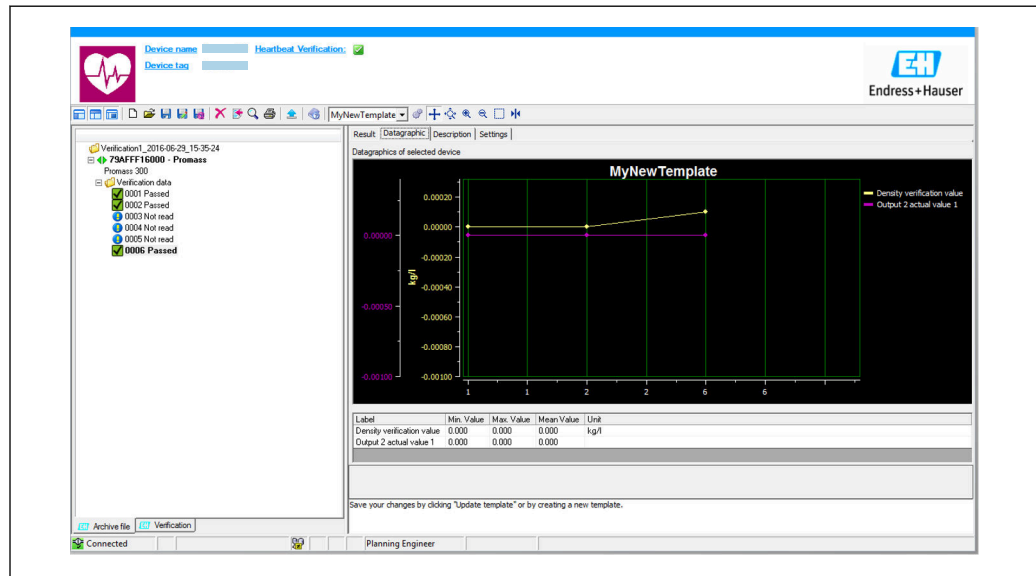 Device name Heartbeat Verification:
Device tag
EH
Endress+Hauser
MyNewTemplate
Result Datagraphic Description Settings
Datagraphics of selected device
Verification1_2016-06-29_15-35-24
79AFFF16000 - Promass
Promass 300
Verification data
0001 Passed
0002 Passed
0003 Not read
0004 Not read
0005 Not read
0006 Passed
MyNewTemplate
Density verification value
Output 2 actual value 1
0.00020
0.00000
-0.00020
-0.00040
-0.00060
-0.00080
-0.00100
0.00000
-0.00050
-0.00100
kg/l
1 1 2 2 6 6
Label Min. Value Max. Value Mean Value Unit
Density verification value 0.000 0.000 0.000 kg/l
Output 2 actual value 1 0.000 0.000 0.000
Save your changes by clicking "Update template" or by creating a new template.
Archive file Verification
Connected Planning Engineer